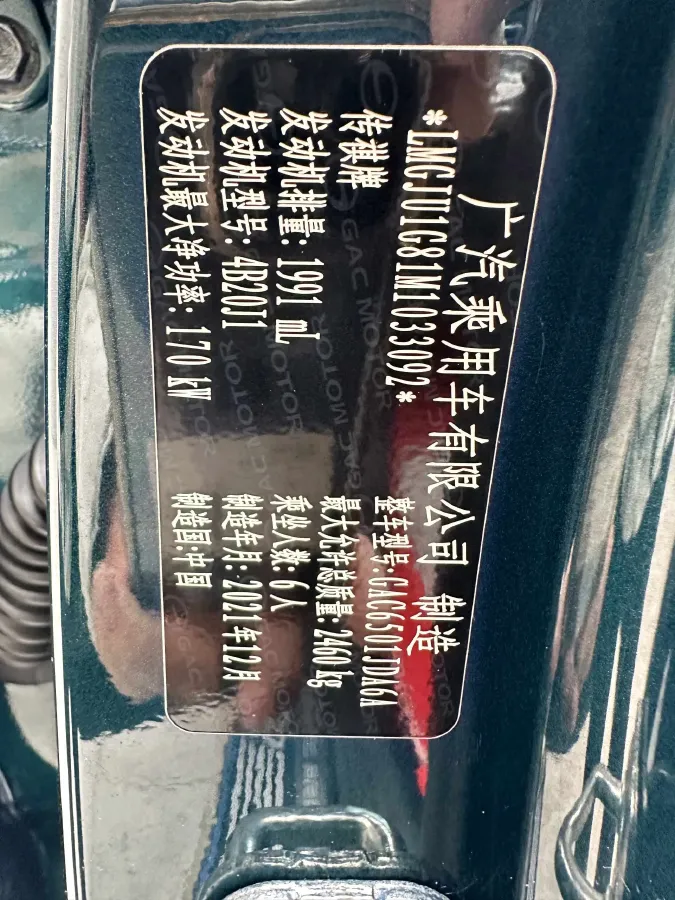 广汽乘用车有限公司 制造
*LMGJU1G81M1033092*
传祺牌 整车型号:GAC6501JDA6A
最大允许总质量:2460kg
发动机排量:1991 mL 乘坐人数:6人
发动机型号:4B20J1 制造年月:2021年12月
发动机最大净功率:170 kW 制造国:中国
GAC MOTOR